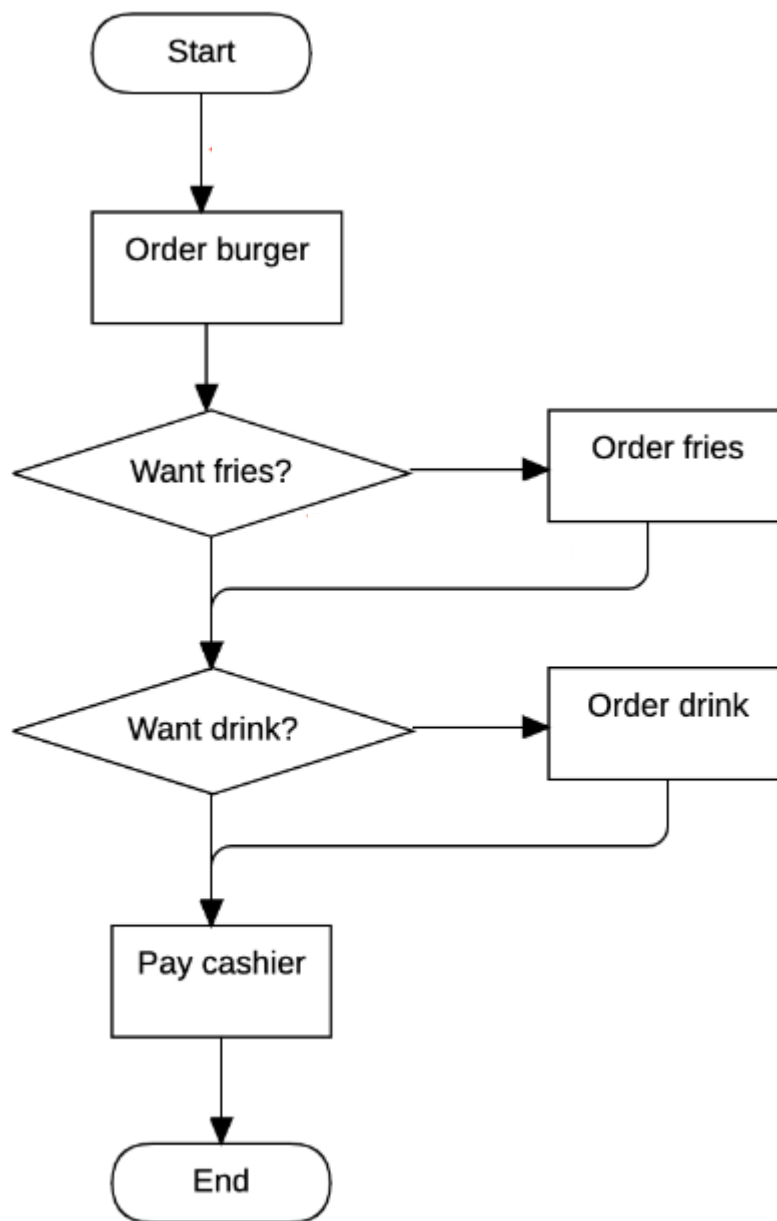 Start
Order burger
Want fries?
Order fries
Want drink?
Order drink
Pay cashier
End